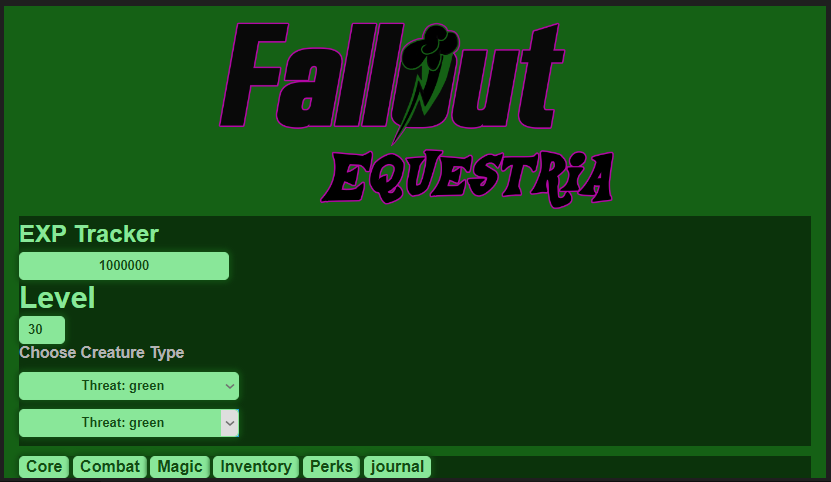 Fallout
EQUESTRiA
EXP Tracker
1000000
Level
30
Choose Creature Type
Threat: green
Threat: green
Core Combat Magic Inventory Perks journal